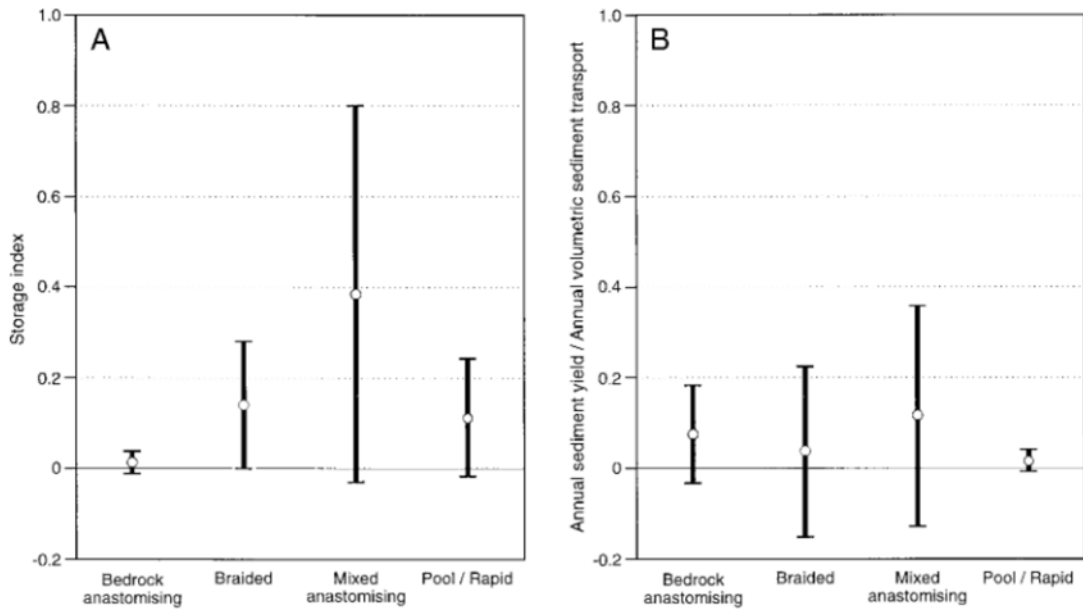 A
Storage index
1.0
0.8
0.6
0.4
0.2
0
-0.2
Bedrock
anastomising
Braided
Mixed
anastomising
Pool / Rapid
B
Annual sediment yield / Annual volumetric sediment transport
1.0
0.8
0.6
0.4
0.2
0
-0.2
Bedrock
anastomising
Braided
Mixed
anastomising
Pool / Rapid